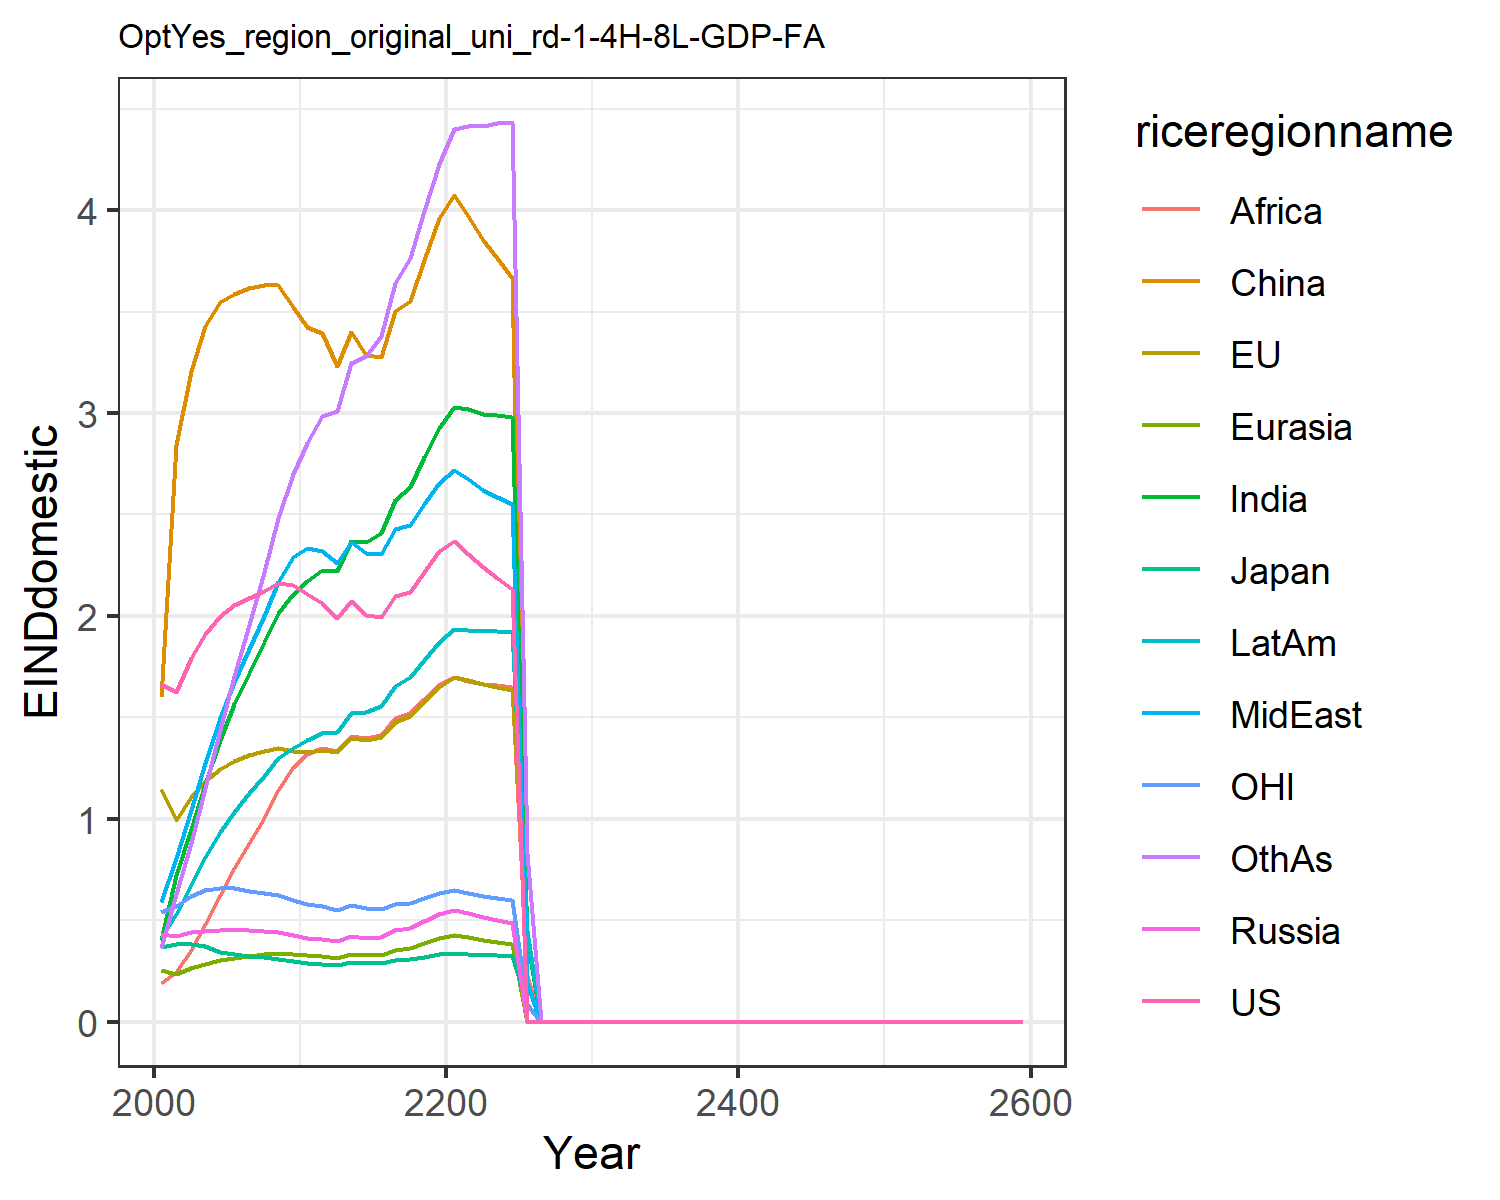 OptYes_region_original_uni_rd-1-4H-8L-GDP-FA
EINDdomestic
4
3
2
1
0
2000
2200
2400
2600
Year
riceregionname
Africa
China
EU
Eurasia
India
Japan
LatAm
MidEast
OHI
OthAs
Russia
US